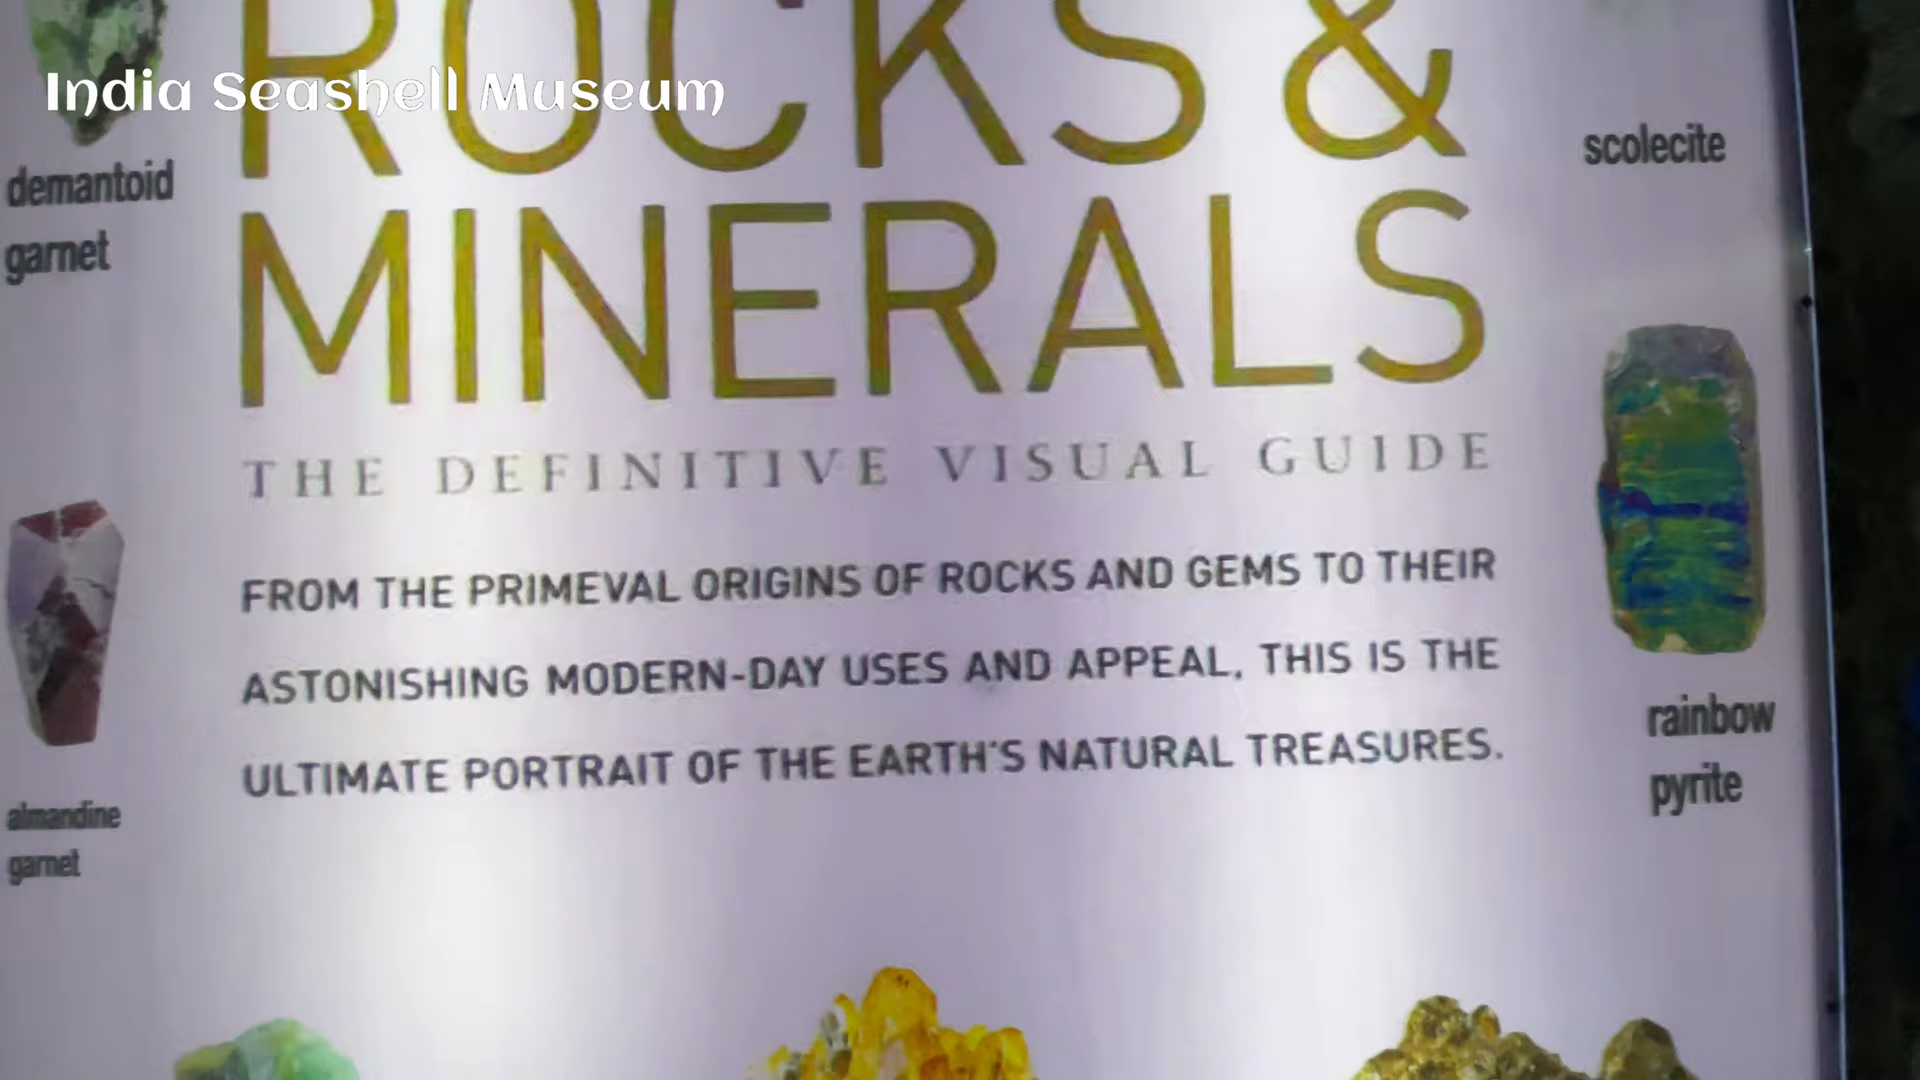 India Seashell Museum
ROCKS &
MINERALS
THE DEFINITIVE VISUAL GUIDE
FROM THE PRIMEVAL ORIGINS OF ROCKS AND GEMS TO THEIR
ASTONISHING MODERN-DAY USES AND APPEAL, THIS IS THE
ULTIMATE PORTRAIT OF THE EARTH'S NATURAL TREASURES.
demantoid
garnet
scolecite
almandine
garnet
rainbow
pyrite